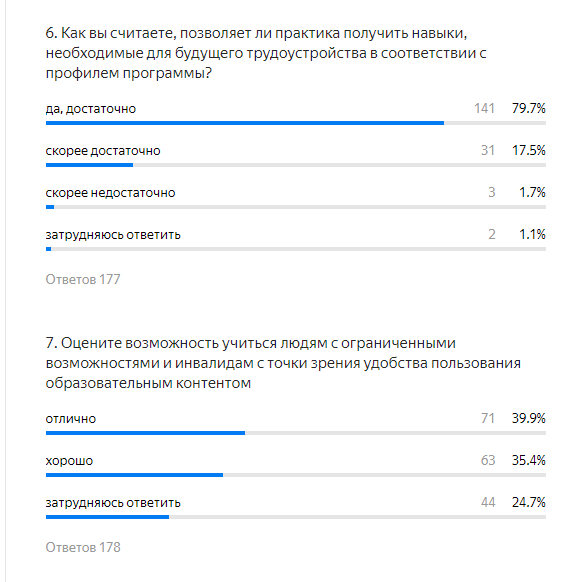 6. Как вы считаете, позволяет ли практика получить навыки,
необходимые для будущего трудоустройства в соответствии с
профилем программы?
да, достаточно 141 79.7%
скорее достаточно 31 17.5%
скорее недостаточно 3 1.7%
затрудняюсь ответить 2 1.1%
Ответов 177
7. Оцените возможность учиться людям с ограниченными
возможностями и инвалидам с точки зрения удобства пользования
образовательным контентом
отлично 71 39.9%
хорошо 63 35.4%
затрудняюсь ответить 44 24.7%
Ответов 178